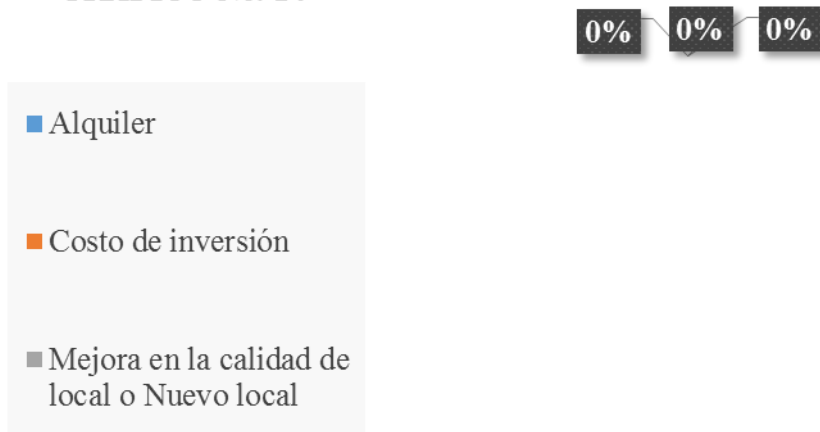 0% 0% 0%
Alquiler
Costo de inversión
Mejora en la calidad de
local o Nuevo local